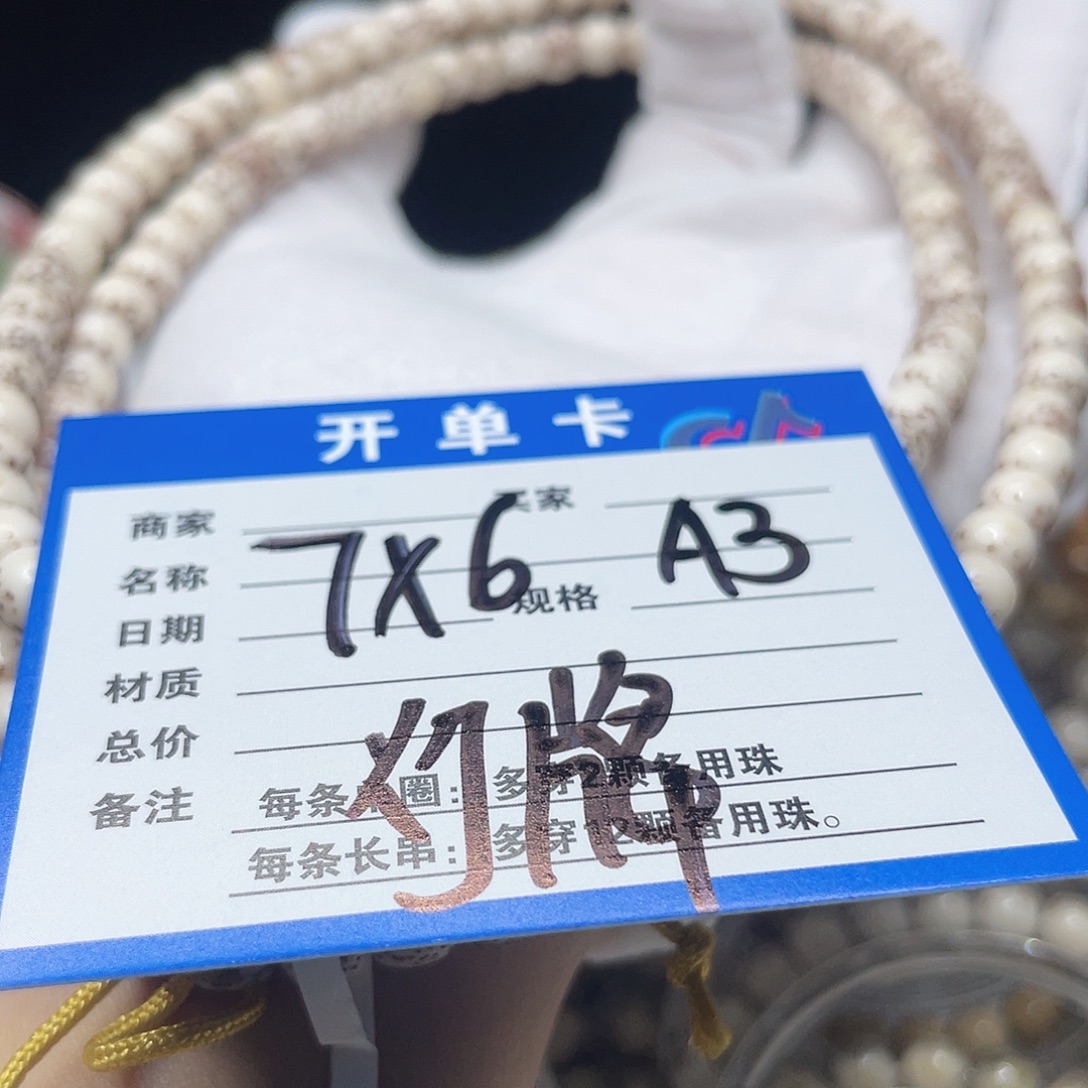 开单卡
商家 买家
名称 7X6 A3
日期 规格
材质
总价 幻牌
备注 每条 圈：多穿2颗备用珠
每条长串：多穿12颗备用珠。